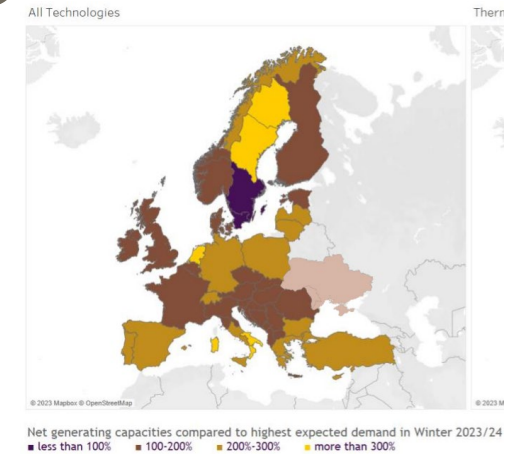 All Technologies
Therm
© 2023 Mapbox © OpenStreetMap
© 2023 M
Net generating capacities compared to highest expected demand in Winter 2023/24
less than 100% 100-200% 200%-300% more than 300%